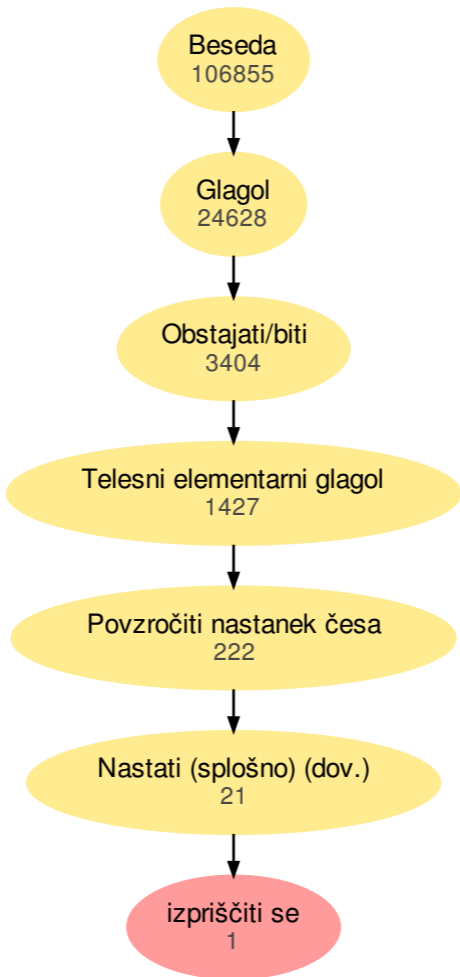 Beseda
106855
Glagol
24628
Obstajati/biti
3404
Telesni elementarni glagol
1427
Povzročiti nastanek česa
222
Nastati (splošno) (dov.)
21
izpriščiti se
1